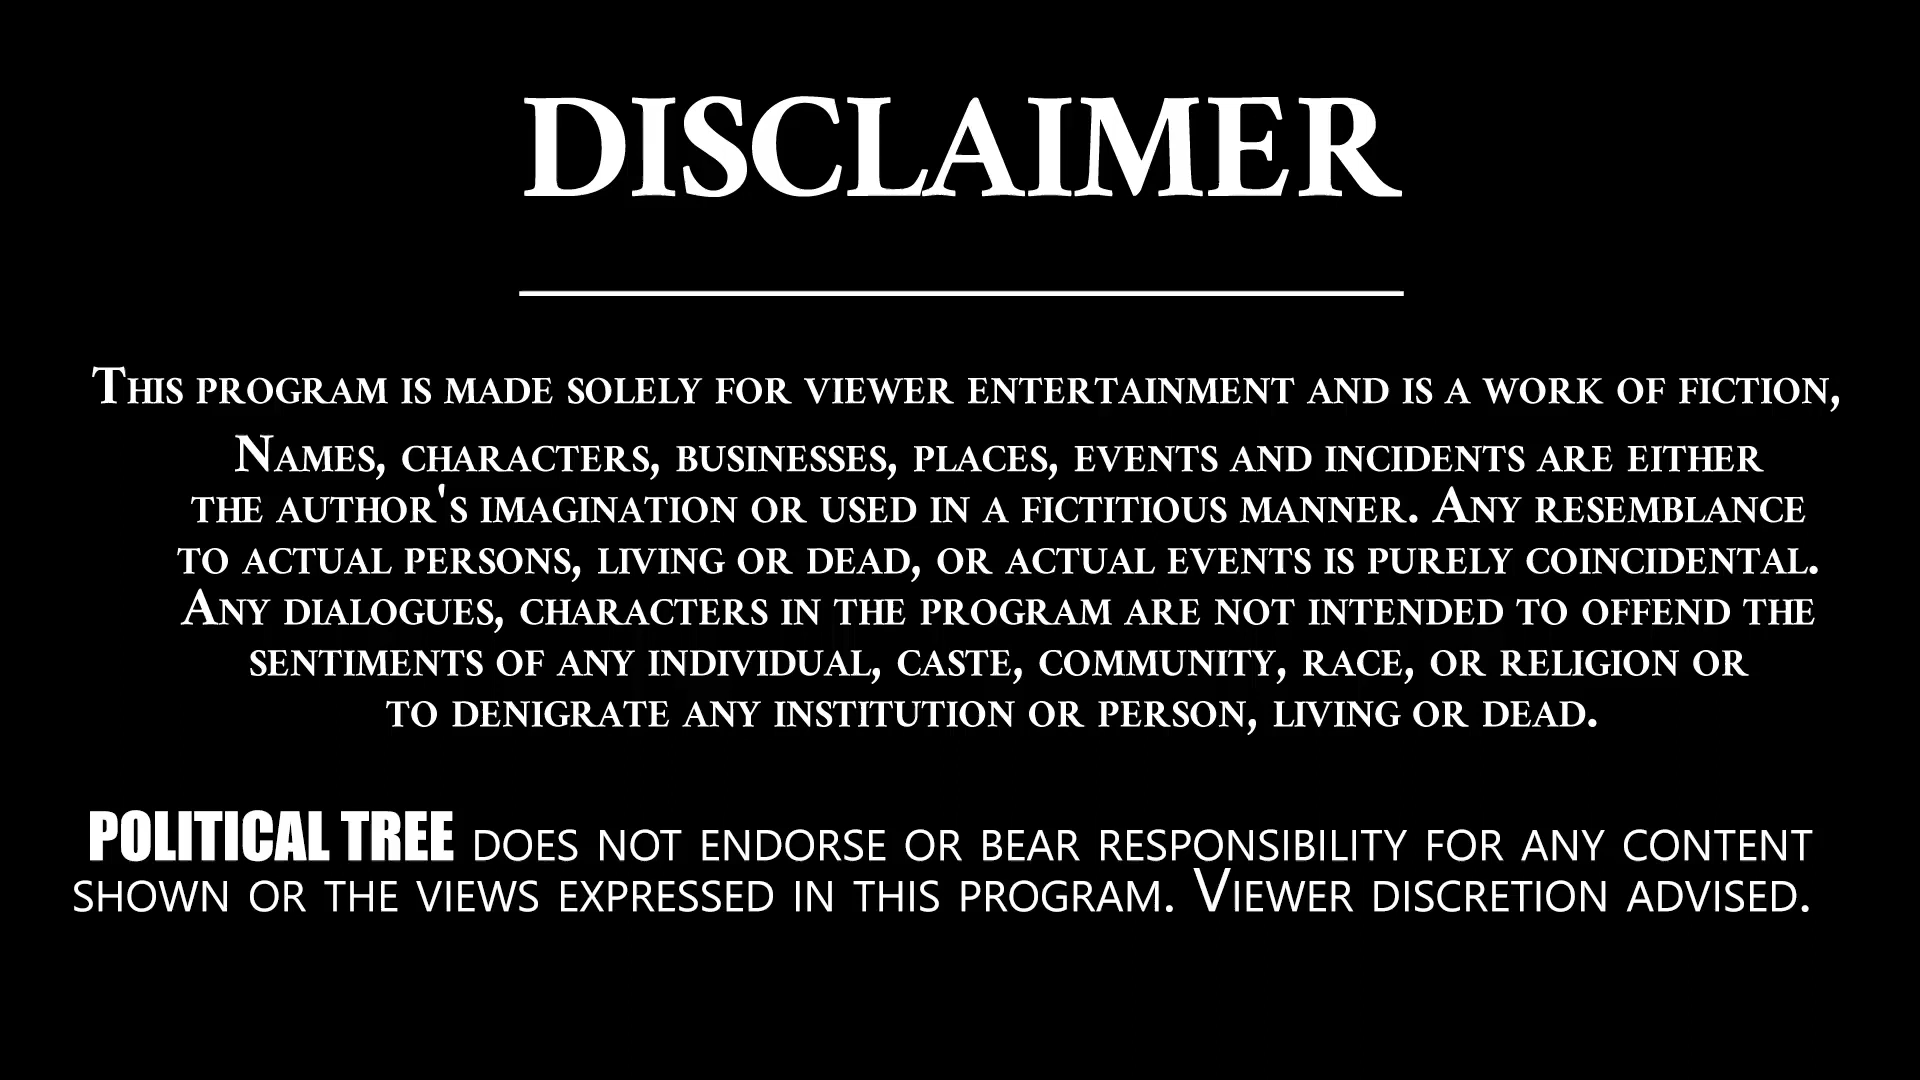 DISCLAIMER
This program is made solely for viewer entertainment and is a work of fiction,
Names, characters, businesses, places, events and incidents are either
the author's imagination or used in a fictitious manner. Any resemblance
to actual persons, living or dead, or actual events is purely coincidental.
Any dialogues, characters in the program are not intended to offend the
sentiments of any individual, caste, community, race, or religion or
to denigrate any institution or person, living or dead.
POLITICAL TREE does not endorse or bear responsibility for any content
shown or the views expressed in this program. Viewer discretion advised.